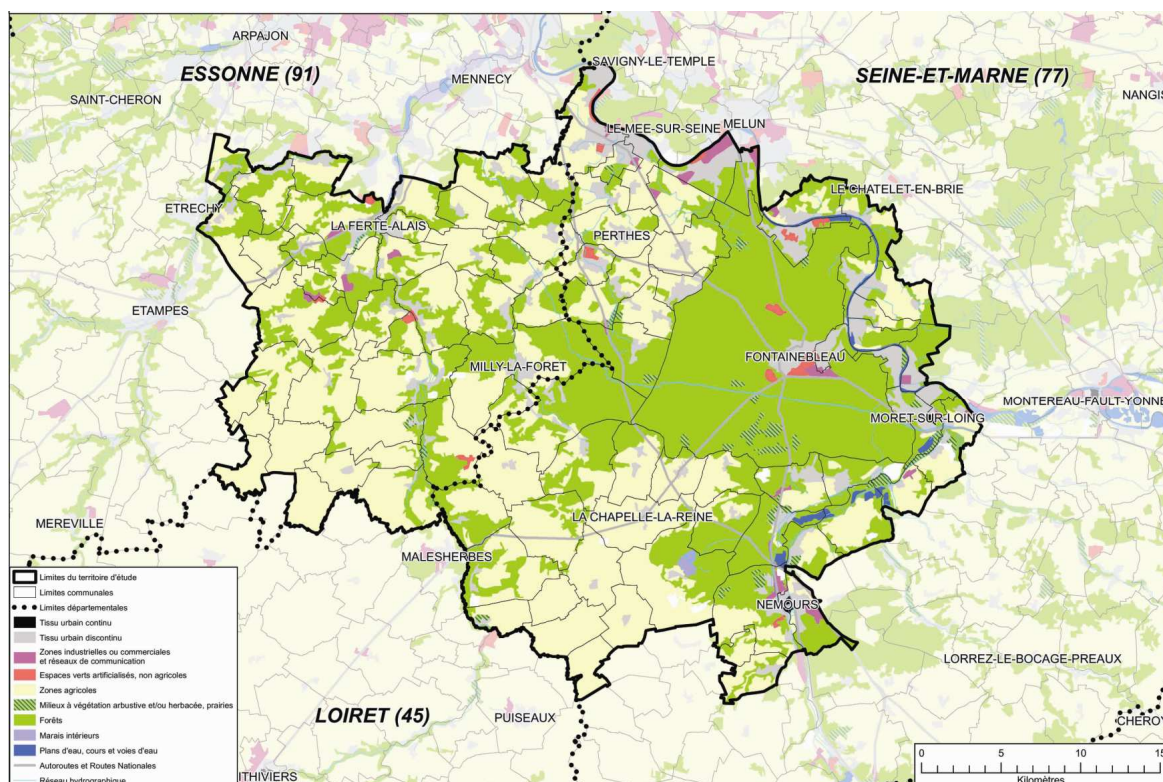 ARPAJON
ESSONNE (91)
MENNECY
SAVIGNY-LE-TEMPLE
SEINE-ET-MARNE (77)
SAINT-CHERON
NANGIS
LE MEE-SUR-SEINE
MELUN
ETRECHY
LE CHATELET-EN-BRIE
LA FERTE-ALAIS
PERTHES
ETAMPES
FONTAINEBLEAU
MILLY-LA-FORET
MONTEREAU-FAULT-YONNE
MORET-SUR-LOING
MEREVILLE
LA CHAPELLE-LA-REINE
MALESHERBES
NEMOURS
LORREZ-LE-BOCAGE-PREAUX
LOIRET (45)
PUISEAUX
CHEROY
ITHIVIERS
Limites du territoire d'étude
Limites communales
Limites départementales
Tissu urbain continu
Tissu urbain discontinu
Zones industrielles ou commerciales
et réseaux de communication
Espaces verts artificialisés, non agricoles
Zones agricoles
Milieux à végétation arbustive et/ou herbacée, prairies
Forêts
Marais intérieurs
Plans d'eau, cours et voies d'eau
Autoroutes et Routes Nationales
Réseau hydrographique
0 5 10 15
Kilomètres